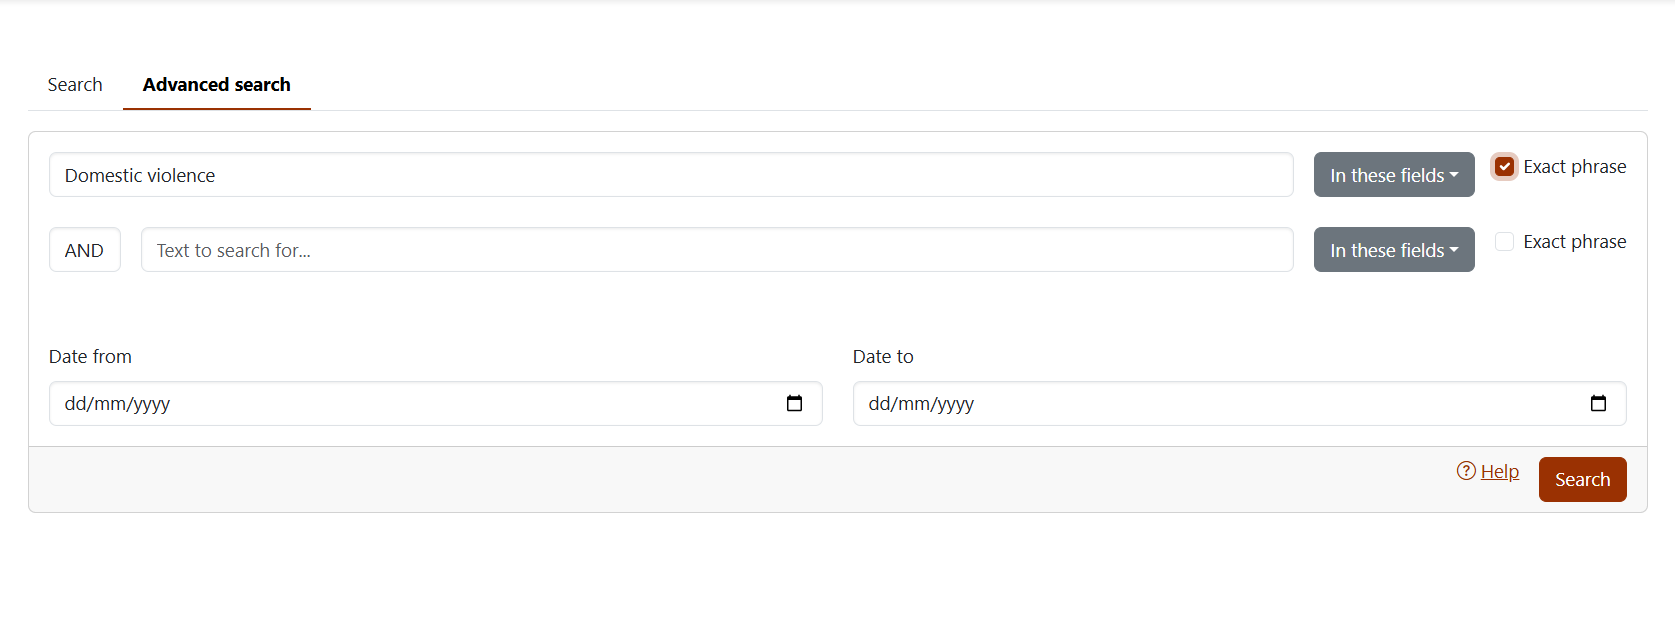 Search Advanced search
Domestic violence In these fields Exact phrase
AND Text to search for... In these fields Exact phrase
Date from Date to
dd/mm/yyyy dd/mm/yyyy
Help Search